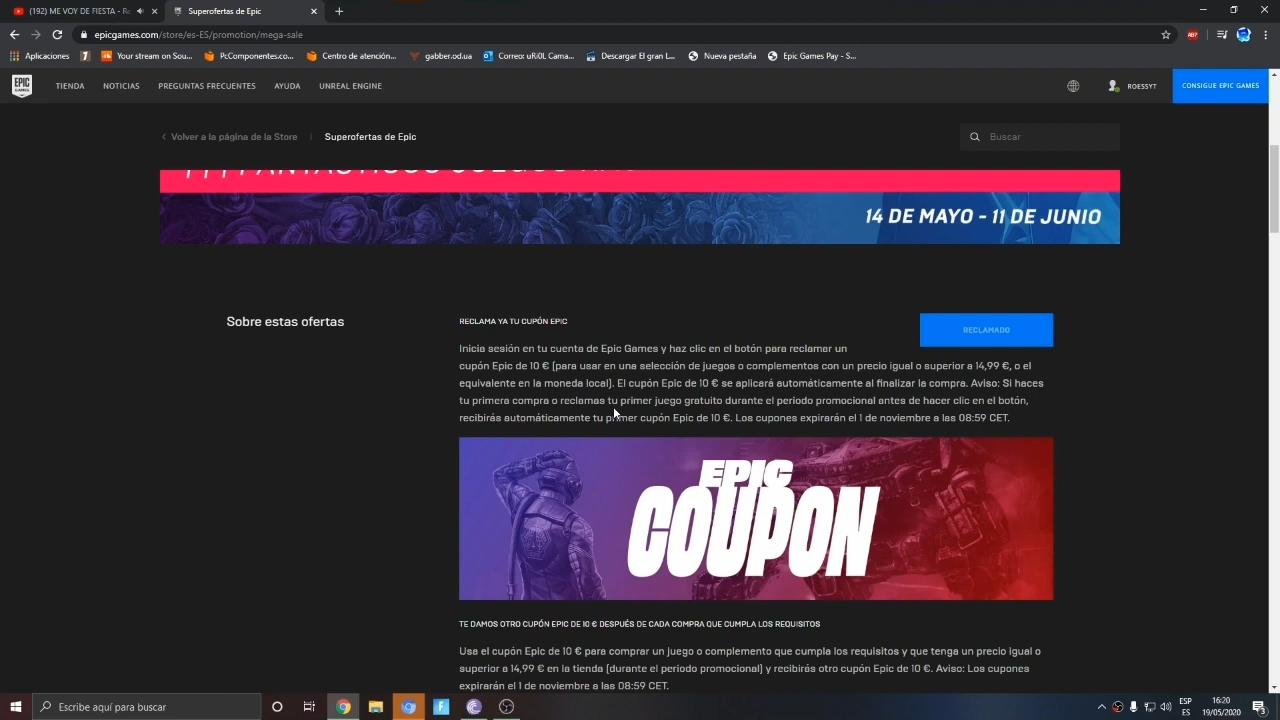 (192) ME VOY DE FIESTA - R
Superofertas de Epic
epicgames.com/store/es-ES/promotion/mega-sale
Aplicaciones
Your stream on Sou...
PcComponentes.co...
Centro de atención...
gabber.od.ua
Correo: uRi0L Cama...
Descargar El gran L...
Nueva pestaña
Epic Games Pay - S...
EPIC GAMES
TIENDA
NOTICIAS
PREGUNTAS FRECUENTES
AYUDA
UNREAL ENGINE
ROESSYT
CONSIGUE EPIC GAMES
Volver a la página de la Store
Superofertas de Epic
Buscar
14 DE MAYO - 11 DE JUNIO
Sobre estas ofertas
RECLAMA YA TU CUPÓN EPIC
RECLAMADO
Inicia sesión en tu cuenta de Epic Games y haz clic en el botón para reclamar un
cupón Epic de 10 € (para usar en una selección de juegos o complementos con un precio igual o superior a 14,99 €, o el
equivalente en la moneda local). El cupón Epic de 10 € se aplicará automáticamente al finalizar la compra. Aviso: Si haces
tu primera compra o reclamas tu primer juego gratuito durante el periodo promocional antes de hacer clic en el botón,
recibirás automáticamente tu primer cupón Epic de 10 €. Los cupones expirarán el 1 de noviembre a las 08:59 CET.
EPIC
COUPON
TE DAMOS OTRO CUPÓN EPIC DE 10 € DESPUÉS DE CADA COMPRA QUE CUMPLA LOS REQUISITOS
Usa el cupón Epic de 10 € para comprar un juego o complemento que cumpla los requisitos y que tenga un precio igual o
superior a 14,99 € en la tienda (durante el periodo promocional) y recibirás otro cupón Epic de 10 €. Aviso: Los cupones
expirarán el 1 de noviembre a las 08:59 CET.
Escribe aquí para buscar
ESP
ES
16:20
19/05/2020